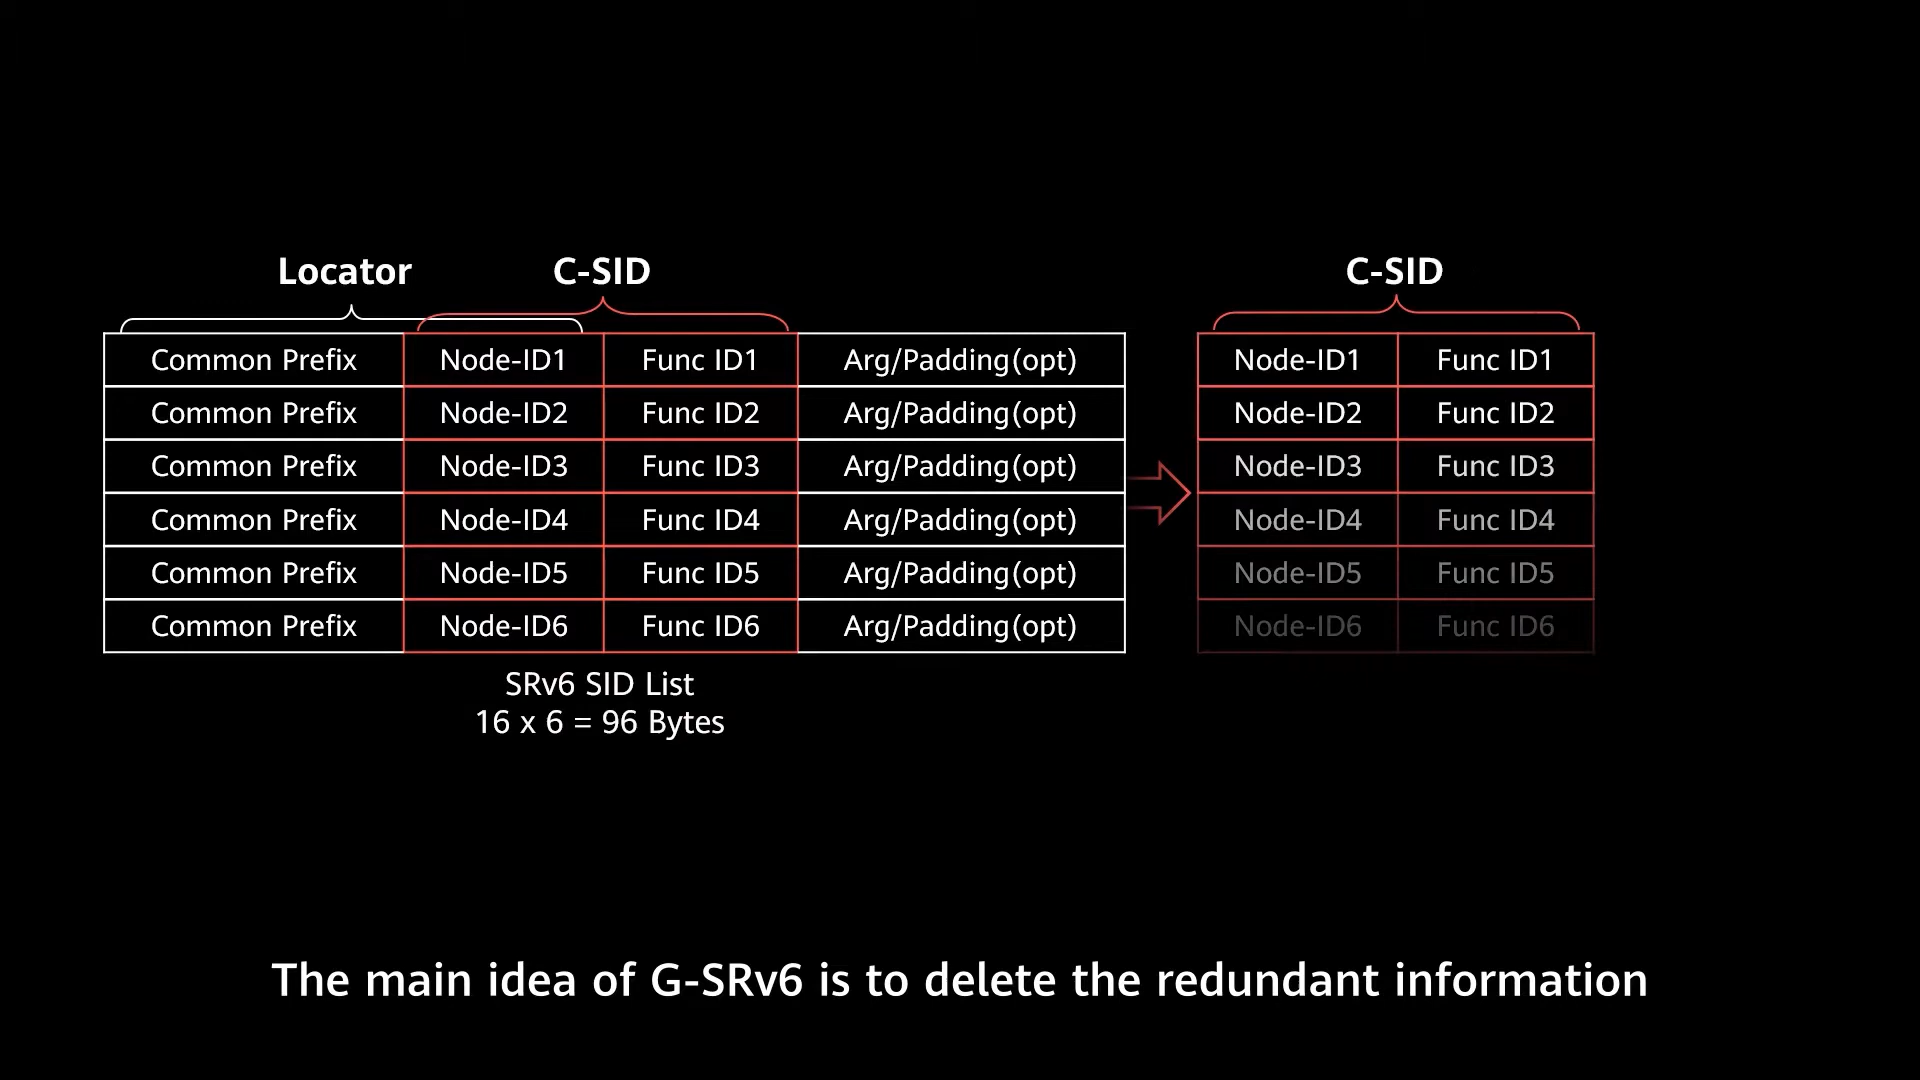 Locator C-SID C-SID
Common Prefix Node-ID1 Func ID1 Arg/Padding(opt) Node-ID1 Func ID1
Common Prefix Node-ID2 Func ID2 Arg/Padding(opt) Node-ID2 Func ID2
Common Prefix Node-ID3 Func ID3 Arg/Padding(opt) Node-ID3 Func ID3
Common Prefix Node-ID4 Func ID4 Arg/Padding(opt) Node-ID4 Func ID4
Common Prefix Node-ID5 Func ID5 Arg/Padding(opt) Node-ID5 Func ID5
Common Prefix Node-ID6 Func ID6 Arg/Padding(opt) Node-ID6 Func ID6
SRv6 SID List
16 x 6 = 96 Bytes
The main idea of G-SRv6 is to delete the redundant information